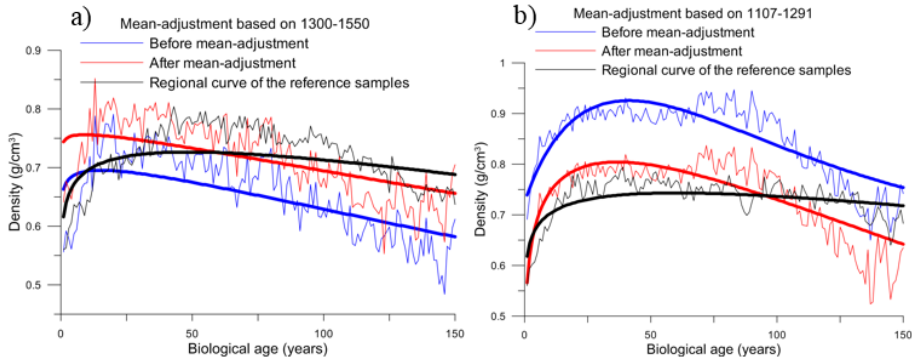 a)
Mean-adjustment based on 1300-1550
Before mean-adjustment
After mean-adjustment
Regional curve of the reference samples
Density (g/cm³)
0.9
0.8
0.7
0.6
0.5
0
50
100
150
Biological age (years)
b)
Mean-adjustment based on 1107-1291
Before mean-adjustment
After mean-adjustment
Regional curve of the reference samples
Density (g/cm³)
1
0.9
0.8
0.7
0.6
0.5
0
50
100
150
Biological age (years)